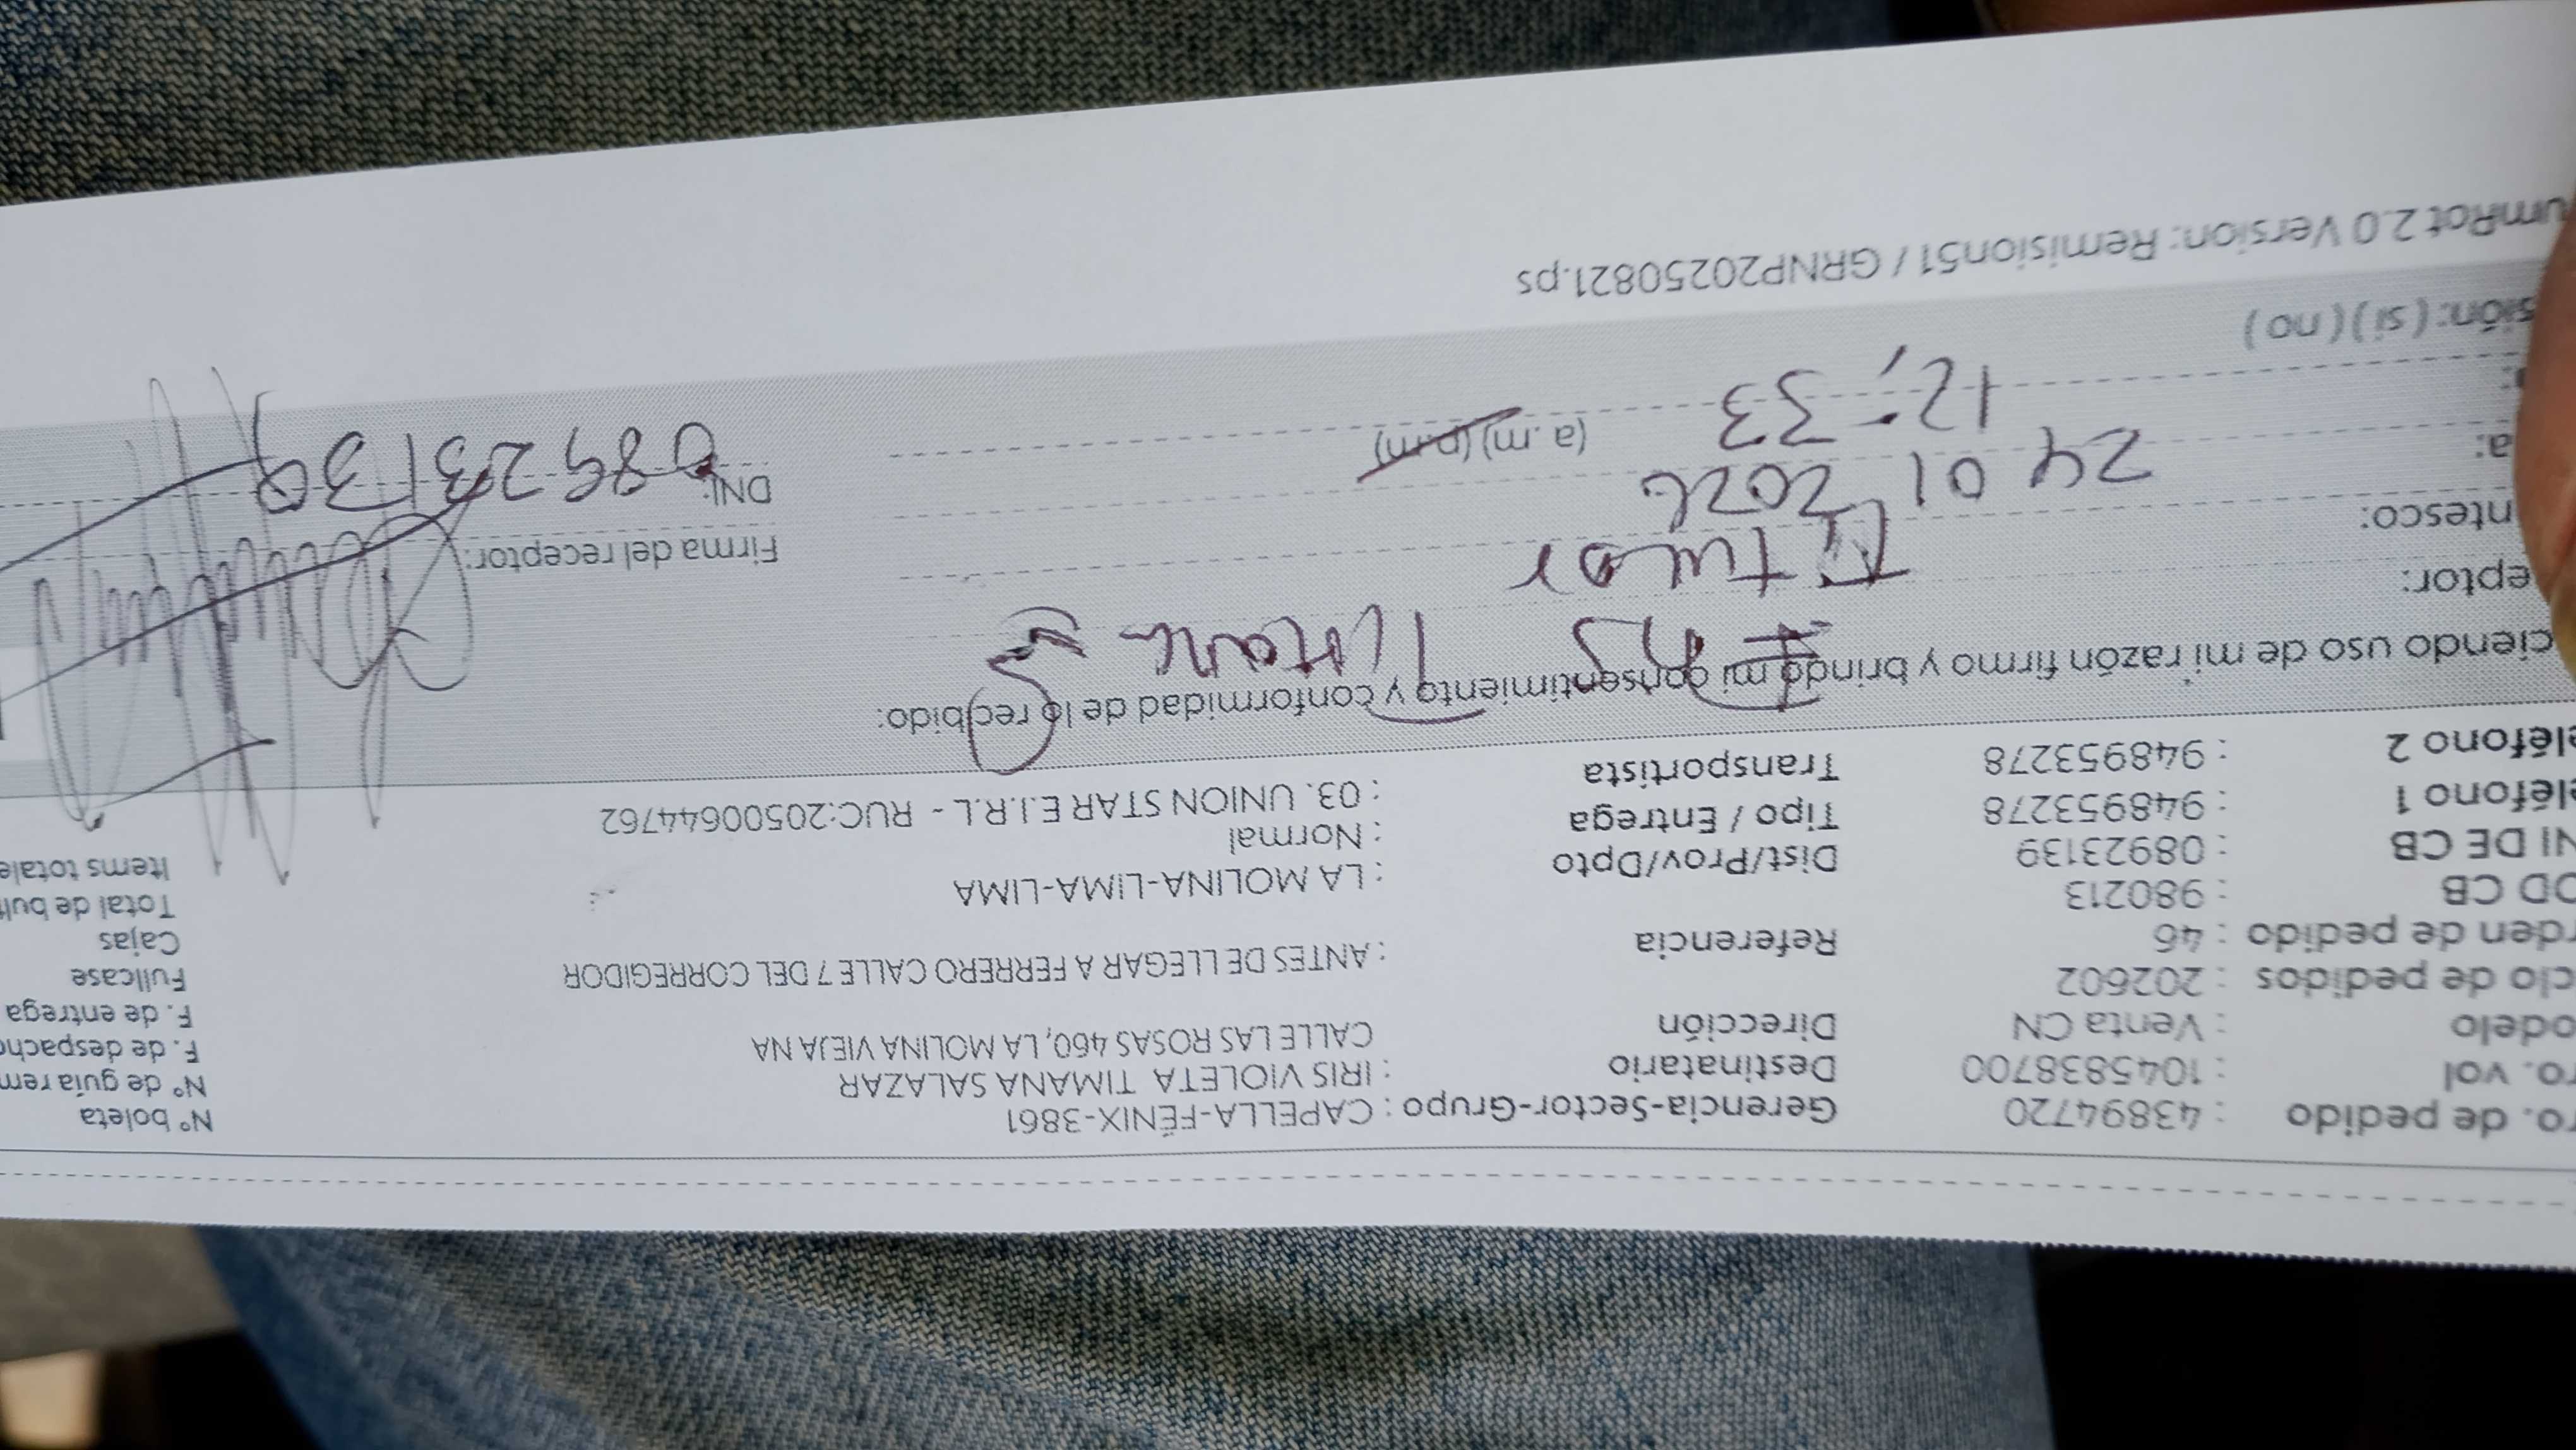 ro. de pedido : 43894720 Gerencia-Sector-Grupo : CAPELLA-FÉNIX-3861 N° boleta
ro. vol : 1045838700 Destinatario : IRIS VIOLETA TIMANA SALAZAR N° de guía rem
odelo : Venta CN Dirección CALLE LAS ROSAS 460, LA MOLINA VIEJA NA F. de despacho
clo de pedidos : 202602 F. de entrega
rden de pedido : 46 Referencia : ANTES DE LLEGAR A FERRERO CALLE 7 DEL CORREGIDOR Fullcase
OD CB : 980213 Cajas
NI DE CB : 08923139 Dist/Prov/Dpto : LA MOLINA-LIMA-LIMA Total de bult
eléfono 1 : 948953278 Tipo / Entrega : Normal Items totale
eléfono 2 : 948953278 Transportista : 03. UNION STAR E.I.R.L - RUC:20500644762
ciendo uso de mi razón firmo y brindo mi consentimiento y conformidad de lo recibido:
eptor: Timana S
ntesco: Titular Firma del receptor:
a: 24 01 2026 DNI: 08923139
: 12:33 (a.m) (p.m)
sión: ( si ) ( no )
umRot 2.0 Version: Remision51 / GRNP20250821.ps